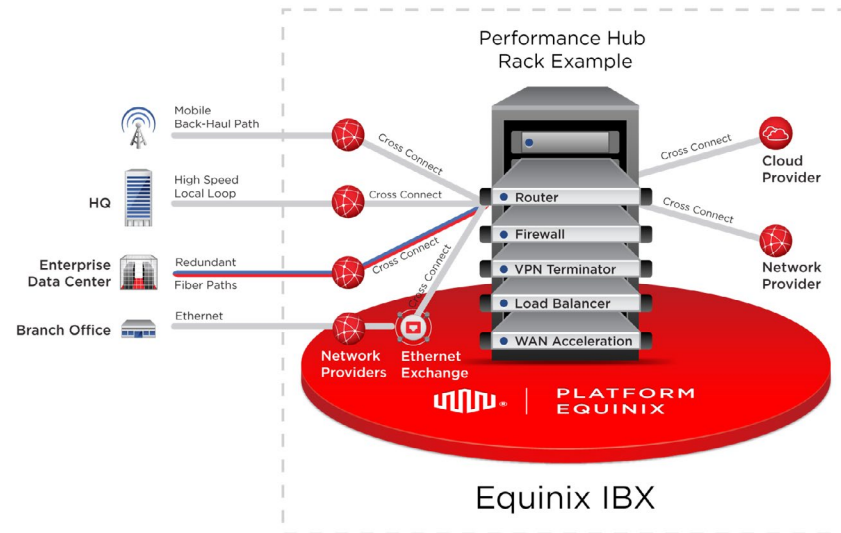 Performance Hub
Rack Example
Mobile
Back-Haul Path
Cross Connect
HQ
High Speed
Local Loop
Cross Connect
Enterprise
Data Center
Redundant
Fiber Paths
Cross Connect
Branch Office
Ethernet
Cross Connect
Network
Providers
Ethernet
Exchange
Router
Firewall
VPN Terminator
Load Balancer
WAN Acceleration
Cross Connect
Cloud
Provider
Cross Connect
Network
Provider
®
PLATFORM
EQUINIX
Equinix IBX